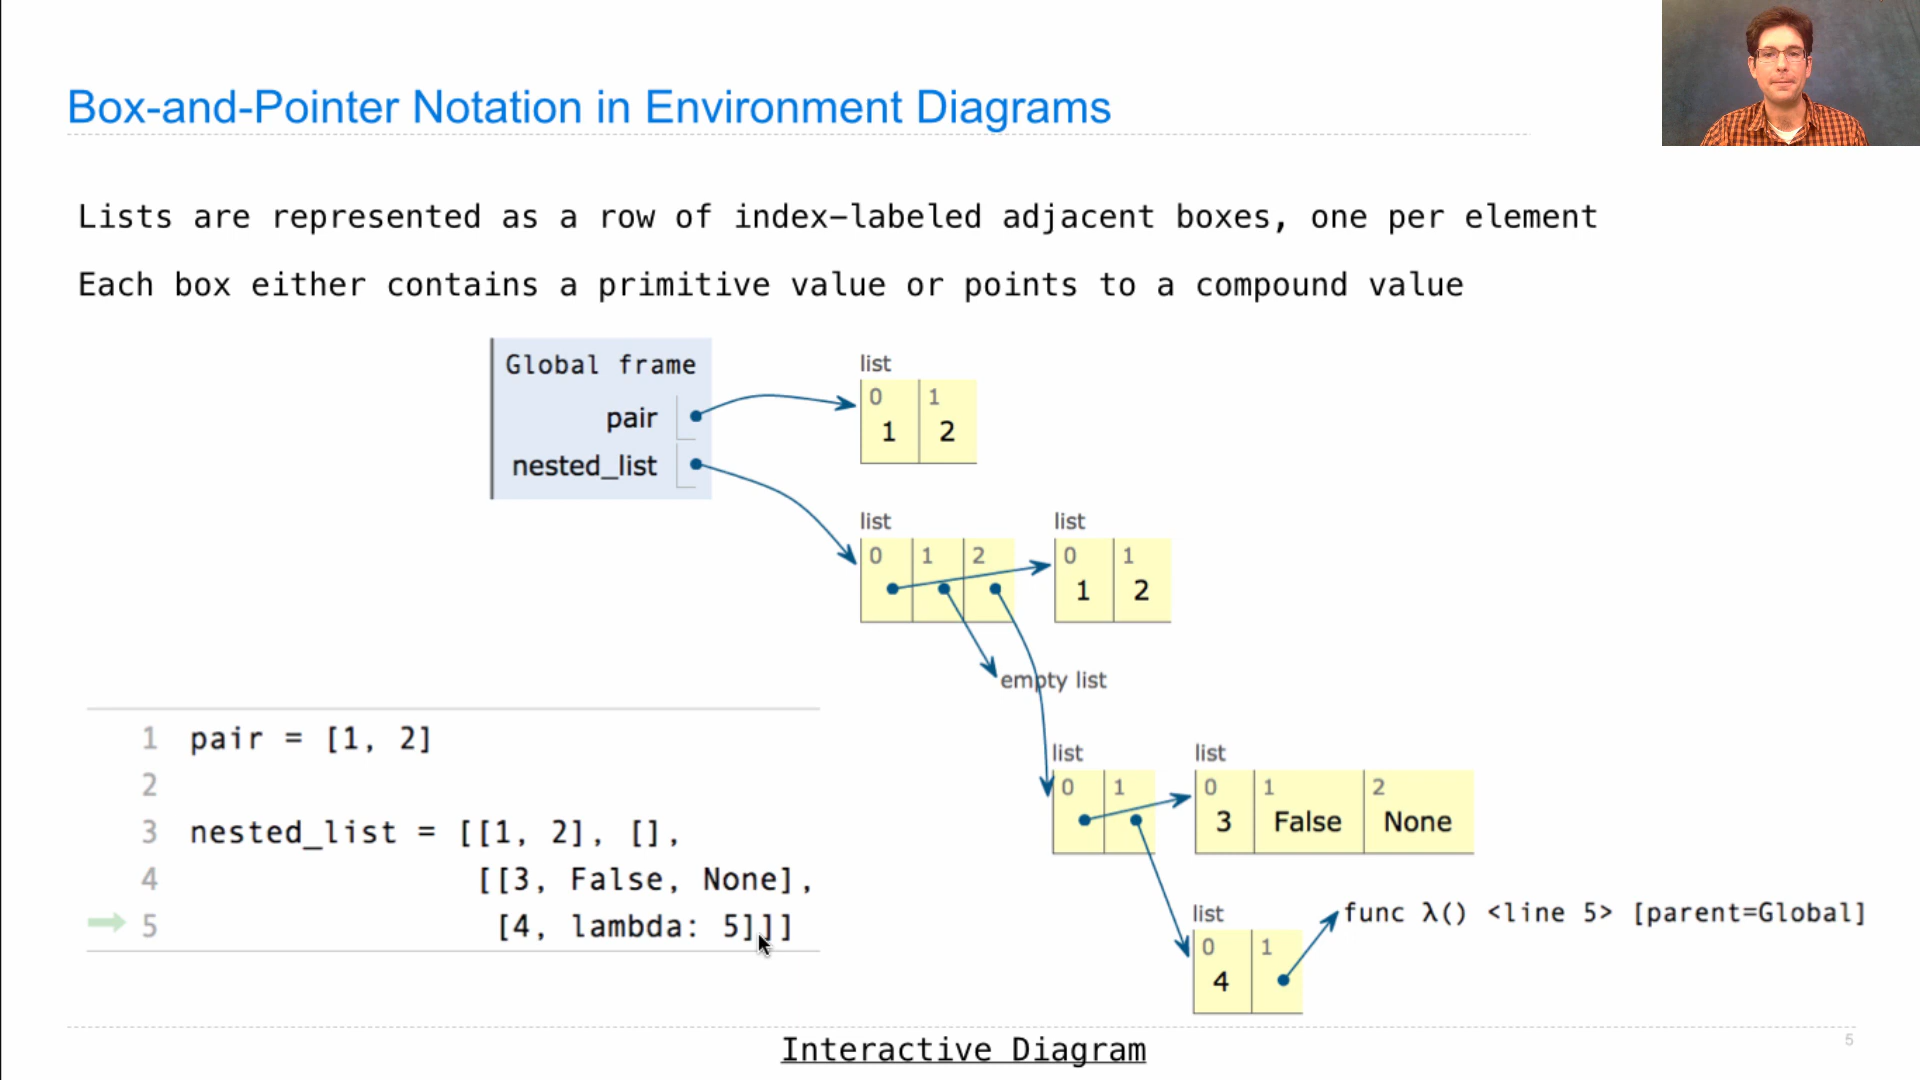 Box-and-Pointer Notation in Environment Diagrams
Lists are represented as a row of index-labeled adjacent boxes, one per element
Each box either contains a primitive value or points to a compound value
Global frame
pair
nested_list
list
0 1
1 2
list
0 1 2
list
0 1
1 2
empty list
list
0 1
list
0 1 2
3 False None
list
0 1
4
func λ() <line 5> [parent=Global]
1 pair = [1, 2]
2
3 nested_list = [[1, 2], [],
4 [[3, False, None],
5 [4, lambda: 5]]]
Interactive Diagram
5